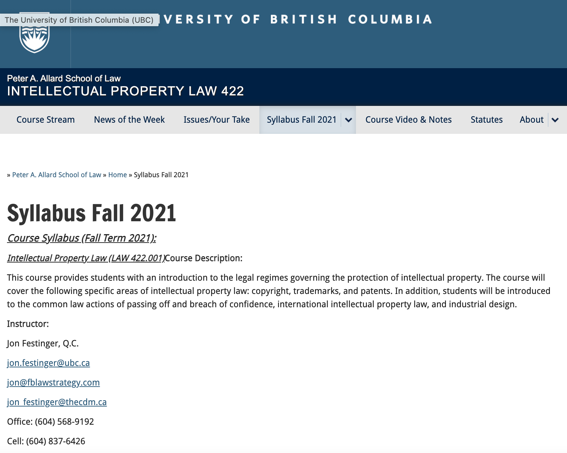 The University of British Columbia (UBC)
VERSITY OF BRITISH COLUMBIA
Peter A. Allard School of Law
INTELLECTUAL PROPERTY LAW 422
Course Stream News of the Week Issues/Your Take Syllabus Fall 2021 Course Video & Notes Statutes About
» Peter A. Allard School of Law » Home » Syllabus Fall 2021
Syllabus Fall 2021
Course Syllabus (Fall Term 2021):
Intellectual Property Law (LAW 422.001)Course Description:
This course provides students with an introduction to the legal regimes governing the protection of intellectual property. The course will
cover the following specific areas of intellectual property law: copyright, trademarks, and patents. In addition, students will be introduced
to the common law actions of passing off and breach of confidence, international intellectual property law, and industrial design.
Instructor:
Jon Festinger, Q.C.
jon.festinger@ubc.ca
jon@fblawstrategy.com
jon_festinger@thecdm.ca
Office: (604) 568-9192
Cell: (604) 837-6426